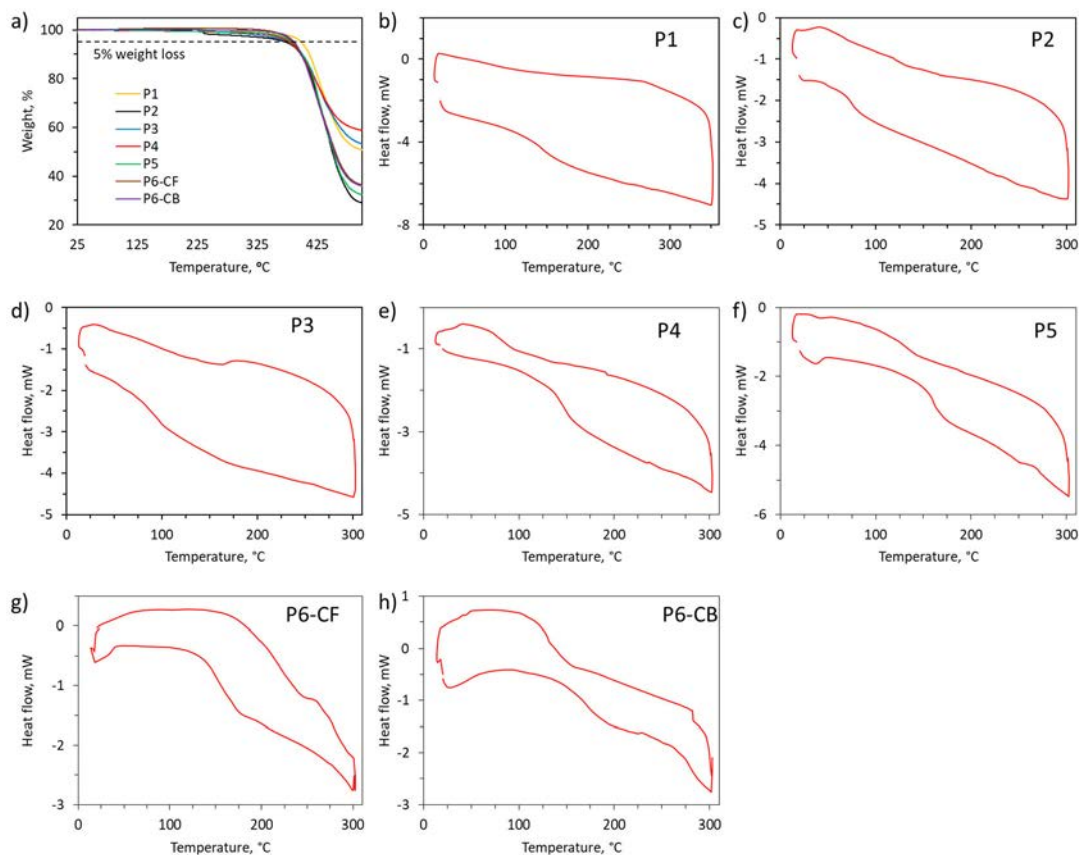 a)
100
80
60
40
20
Weight, %
5% weight loss
P1
P2
P3
P4
P5
P6-CF
P6-CB
25 125 225 325 425
Temperature, °C
b)
P1
0
-4
-8
Heat flow, mW
0 100 200 300
Temperature, °C
c)
P2
0
-1
-2
-3
-4
-5
Heat flow, mW
0 100 200 300
Temperature, °C
d)
P3
0
-1
-2
-3
-4
-5
Heat flow, mW
0 100 200 300
Temperature, °C
e)
P4
0
-1
-2
-3
-4
-5
Heat flow, mW
0 100 200 300
Temperature, °C
f)
P5
0
-2
-4
-6
Heat flow, mW
0 100 200 300
Temperature, °C
g)
P6-CF
0
-1
-2
-3
Heat flow, mW
0 100 200 300
Temperature, °C
h)
P6-CB
1
0
-1
-2
-3
Heat flow, mW
0 100 200 300
Temperature, °C